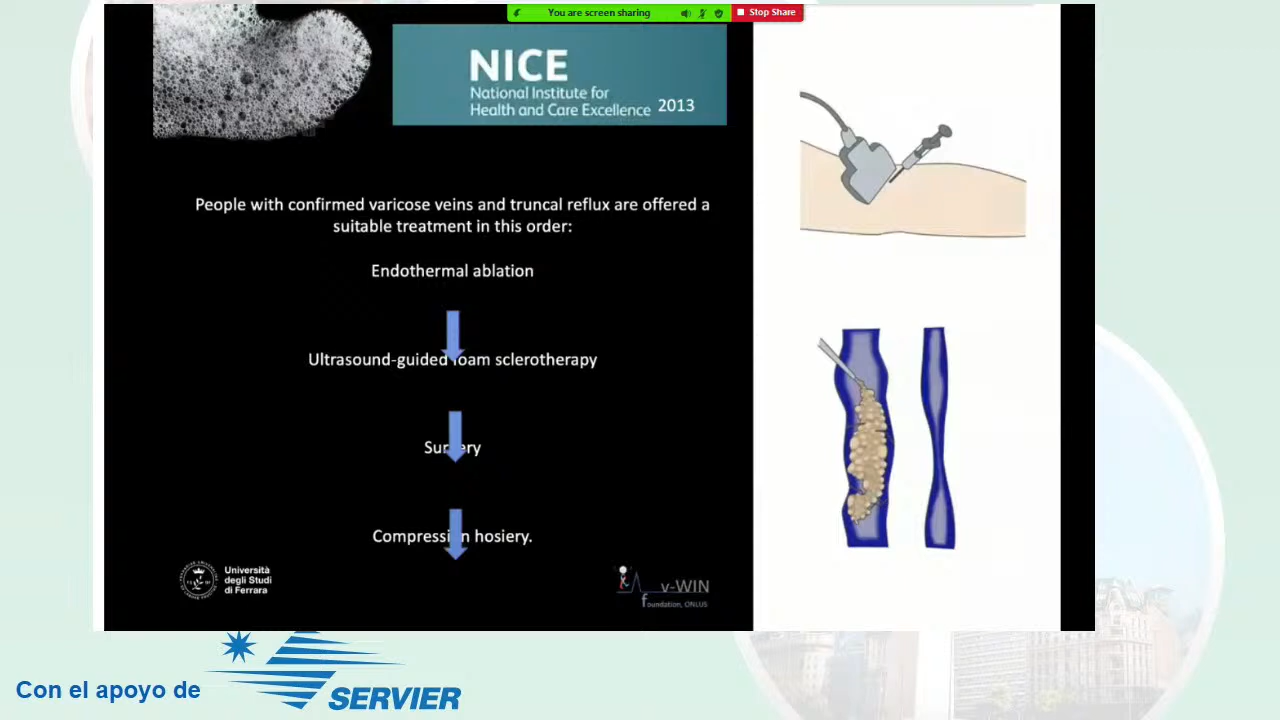 You are screen sharing
Stop Share
NICE
National Institute for
Health and Care Excellence 2013
People with confirmed varicose veins and truncal reflux are offered a
suitable treatment in this order:
Endothermal ablation
Ultrasound-guided foam sclerotherapy
Surgery
Compression hosiery.
Università
degli Studi
di Ferrara
v-WIN
foundation, ONLUS
Con el apoyo de
SERVIER